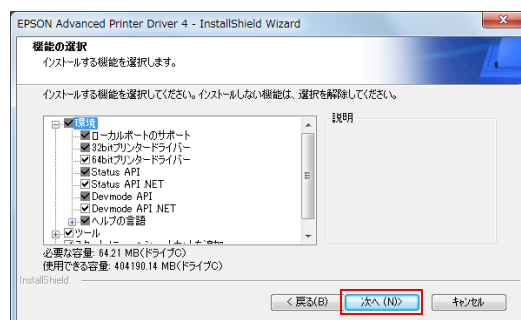 EPSON Advanced Printer Driver 4 - InstallShield Wizard
機能の選択
インストールする機能を選択します。
インストールする機能を選択してください。インストールしない機能は、選択を解除してください。
環境
ローカルポートのサポート
32bitプリンタードライバー
64bitプリンタードライバー
Status API
Status API .NET
Devmode API
Devmode API .NET
ヘルプの言語
ツール
説明
必要な容量: 64.21 MB(ドライブC)
使用できる容量: 404190.14 MB(ドライブC)
InstallShield
< 戻る(B)
次へ (N)>
キャンセル